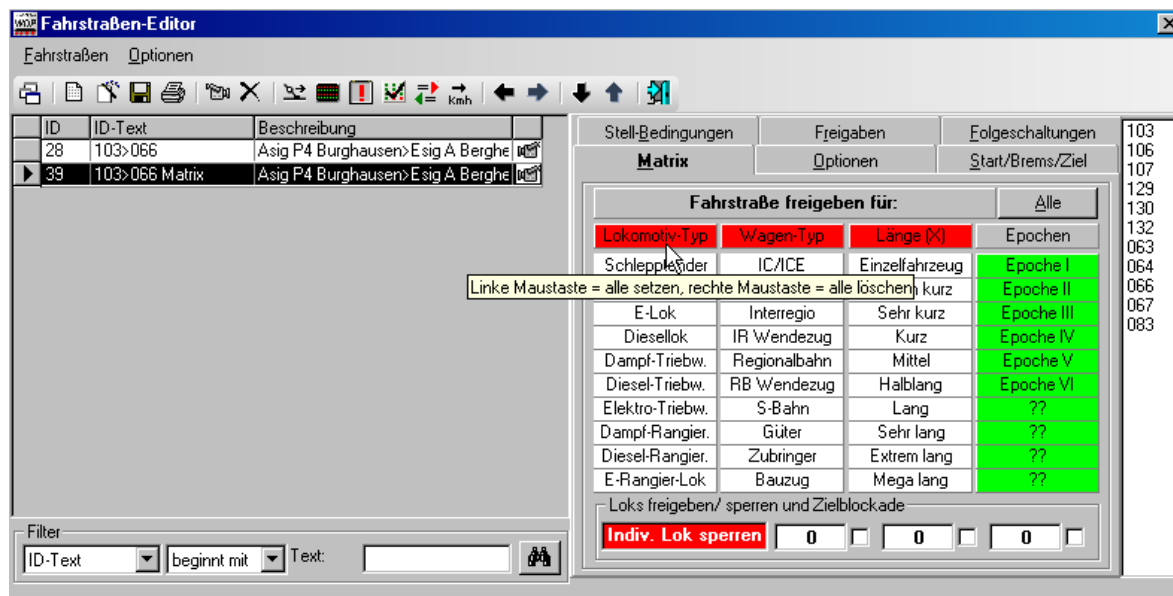 Fahrstraßen-Editor
Fahrstraßen Optionen
kmh
ID ID-Text Beschreibung
28 103>066 Asig P4 Burghausen>Esig A Berghe
39 103>066 Matrix Asig P4 Burghausen>Esig A Berghe
Filter
ID-Text beginnt mit Text:
Stell-Bedingungen Freigaben Folgeschaltungen
Matrix Optionen Start/Brems/Ziel
Fahrstraße freigeben für: Alle
Lokomotiv-Typ Wagen-Typ Länge (X) Epochen
IC/ICE Einzelfahrzeug Epoche I
Linke Maustaste = alle setzen, rechte Maustaste = alle löschen kurz Epoche II
E-Lok Interregio Sehr kurz Epoche III
Diesellok IR Wendezug Kurz Epoche IV
Dampf-Triebw. Regionalbahn Mittel Epoche V
Diesel-Triebw. RB Wendezug Halblang Epoche VI
Elektro-Triebw. S-Bahn Lang ??
Dampf-Rangier. Güter Sehr lang ??
Diesel-Rangier. Zubringer Extrem lang ??
E-Rangier-Lok Bauzug Mega lang ??
Loks freigeben/ sperren und Zielblockade
Indiv. Lok sperren 0 0 0
103
106
107
129
130
132
063
064
066
067
083